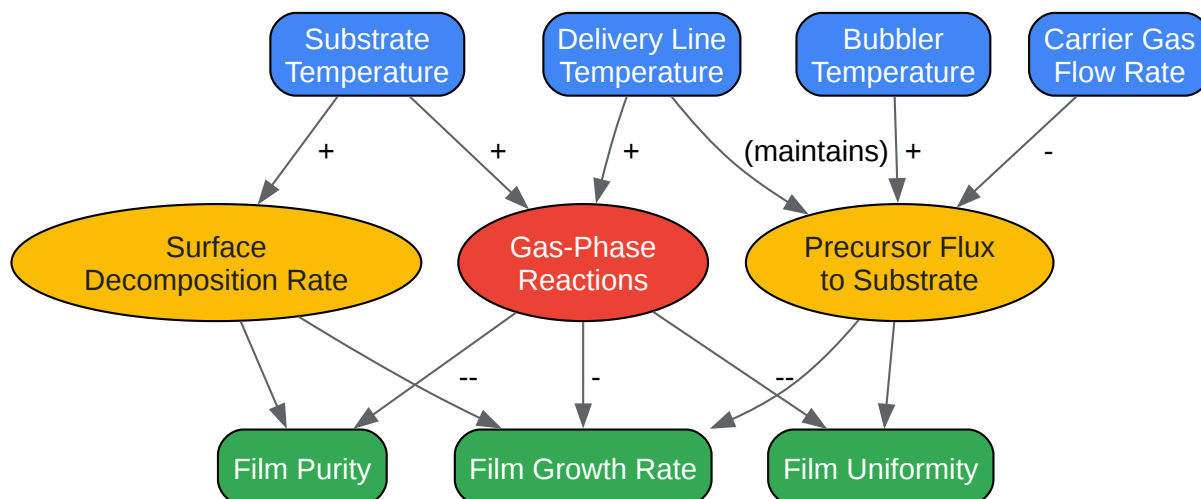 Substrate
Temperature
Delivery Line
Temperature
Bubbler
Temperature
Carrier Gas
Flow Rate
+
+
+
(maintains)
+
-
Surface
Decomposition Rate
Gas-Phase
Reactions
Precursor Flux
to Substrate
--
-
--
Film Purity
Film Growth Rate
Film Uniformity